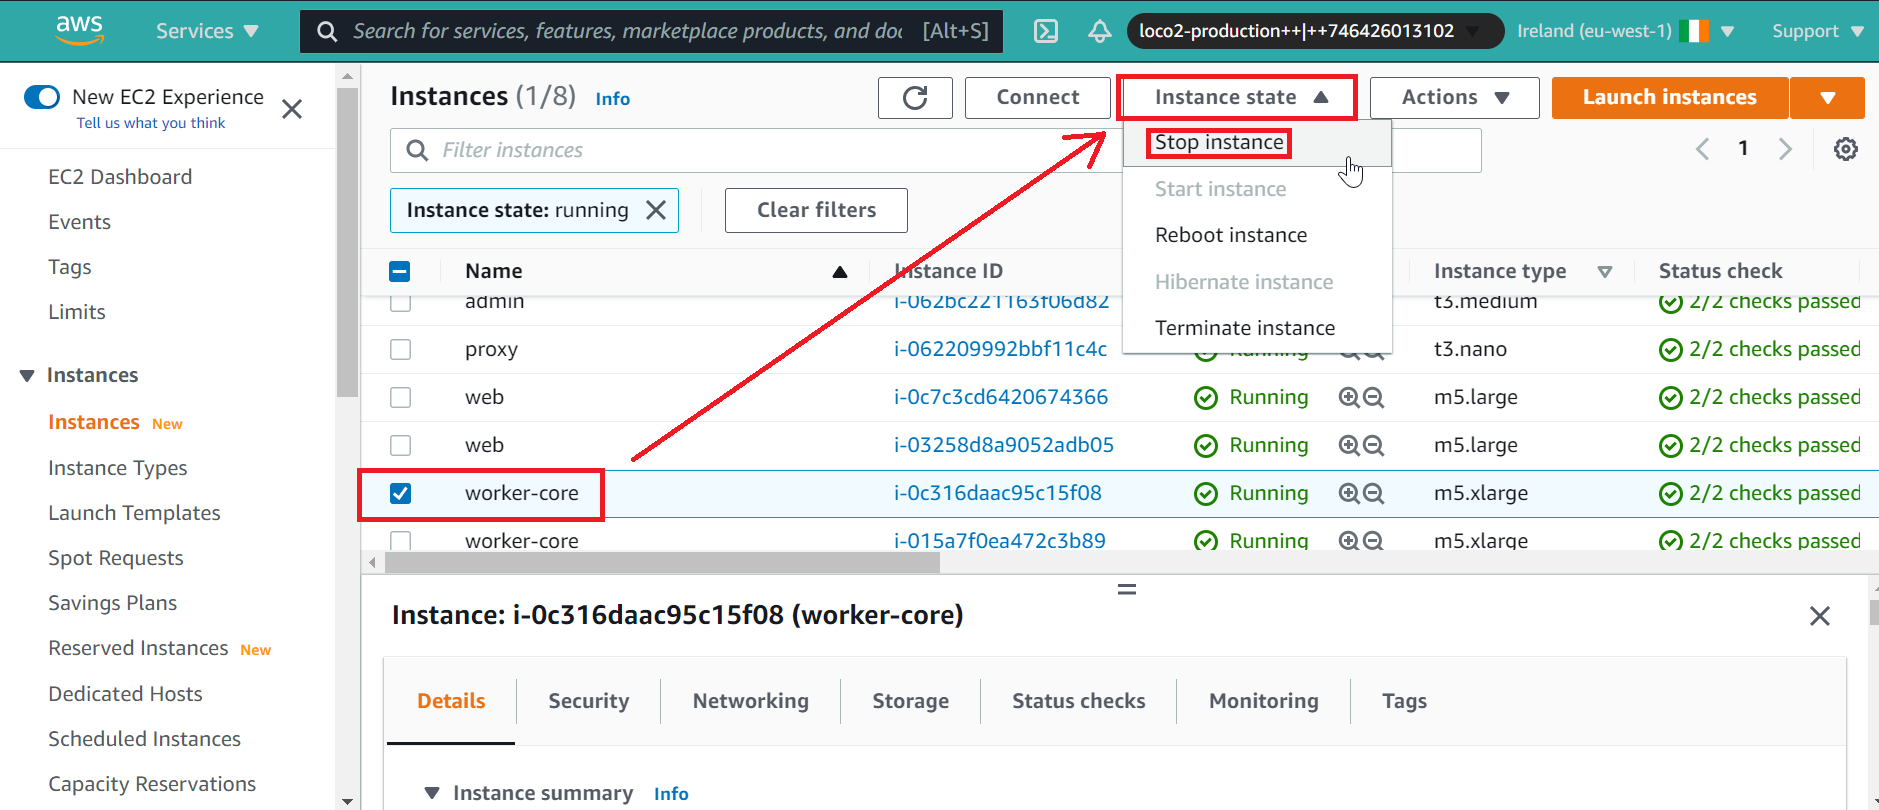 aws
Services
Search for services, features, marketplace products, and doc [Alt+S]
loco2-production++|++746426013102
Ireland (eu-west-1)
Support
New EC2 Experience
Tell us what you think
EC2 Dashboard
Events
Tags
Limits
Instances
Instances New
Instance Types
Launch Templates
Spot Requests
Savings Plans
Reserved Instances New
Dedicated Hosts
Scheduled Instances
Capacity Reservations
Instances (1/8) Info
Connect
Instance state
Actions
Launch instances
Filter instances
1
Stop instance
Start instance
Reboot instance
Hibernate instance
Terminate instance
Instance state: running
Clear filters
Name Instance ID Instance type Status check
admin i-062bc221163f06d82 t3.medium 2/2 checks passed
proxy i-062209992bbf11c4c Running t3.nano 2/2 checks passed
web i-0c7c3cd6420674366 Running m5.large 2/2 checks passed
web i-03258d8a9052adb05 Running m5.large 2/2 checks passed
worker-core i-0c316daac95c15f08 Running m5.xlarge 2/2 checks passed
worker-core i-015a7f0ea472c3b89 Running m5.xlarge 2/2 checks passed
Instance: i-0c316daac95c15f08 (worker-core)
Details Security Networking Storage Status checks Monitoring Tags
Instance summary Info